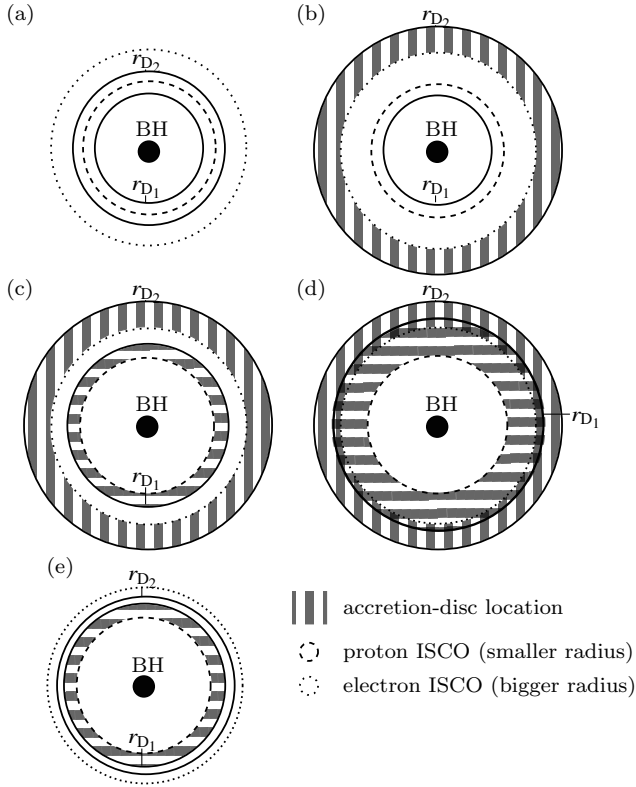 (a)
r_D2
BH
r_D1
(b)
r_D2
BH
r_D1
(c)
r_D2
BH
r_D1
(d)
r_D2
BH
r_D1
(e)
r_D2
BH
r_D1
accretion-disc location
proton ISCO (smaller radius)
electron ISCO (bigger radius)